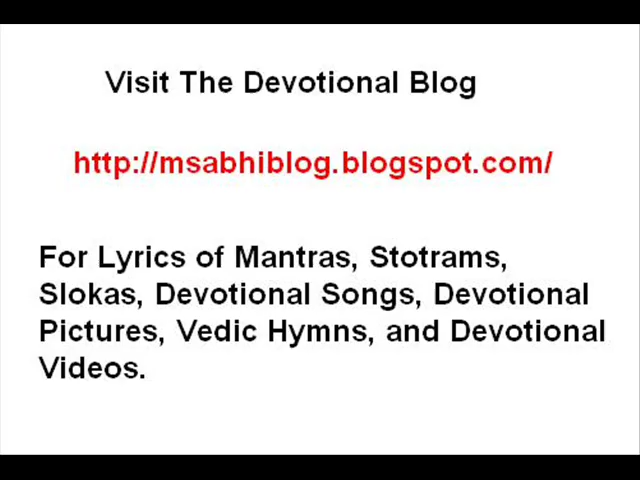 Visit The Devotional Blog
http://msabhiblog.blogspot.com/
For Lyrics of Mantras, Stotrams,
Slokas, Devotional Songs, Devotional
Pictures, Vedic Hymns, and Devotional
Videos.